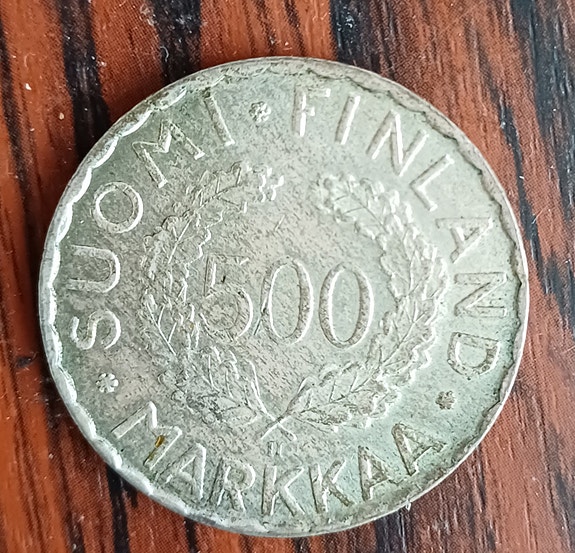 SUOMI • FINLAND
500
H
MARKKAA